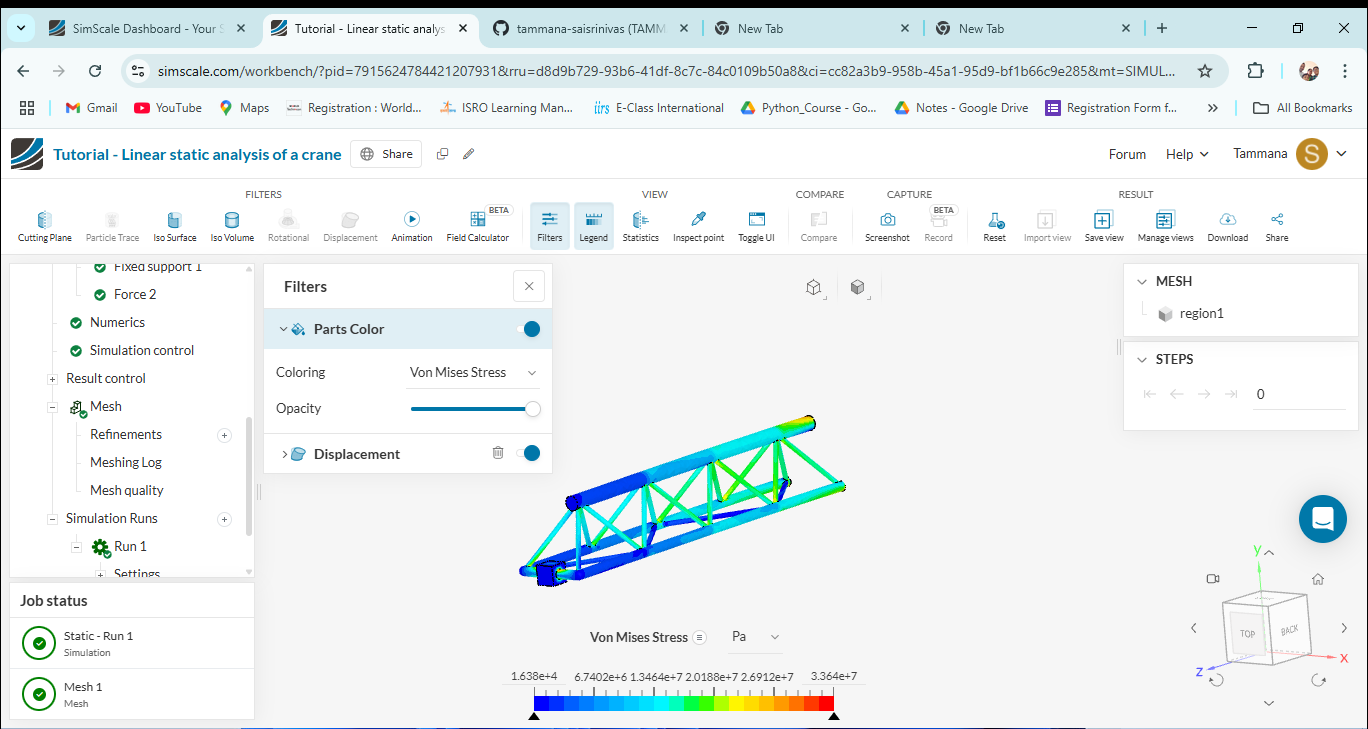 SimScale Dashboard - Your S
Tutorial - Linear static analys
tammana-saisrinivas (TAMM
New Tab
New Tab
simscale.com/workbench/?pid=7915624784421207931&rru=d8d9b729-93b6-41df-8c7c-84c0109b50a8&ci=cc82a3b9-958b-45a1-95d9-bf1b66c9e285&mt=SIMUL...
Gmail
YouTube
Maps
Registration : World...
ISRO Learning Man...
iirs E-Class International
Python_Course - Go...
Notes - Google Drive
Registration Form f...
All Bookmarks
Tutorial - Linear static analysis of a crane
Share
Forum
Help
Tammana
S
FILTERS
VIEW
COMPARE
CAPTURE
RESULT
BETA
BETA
Cutting Plane
Particle Trace
Iso Surface
Iso Volume
Rotational
Displacement
Animation
Field Calculator
Filters
Legend
Statistics
Inspect point
Toggle UI
Compare
Screenshot
Record
Reset
Import view
Save view
Manage views
Download
Share
Fixed support 1
Force 2
Numerics
Simulation control
Result control
Mesh
Refinements
Meshing Log
Mesh quality
Simulation Runs
Run 1
Settings
Job status
Static - Run 1
Simulation
Mesh 1
Mesh
Filters
Parts Color
Coloring
Von Mises Stress
Opacity
Displacement
MESH
region1
STEPS
0
Von Mises Stress
Pa
1.638e+4 6.7402e+6 1.3464e+7 2.0188e+7 2.6912e+7 3.364e+7
Y
TOP
BACK
Z
X